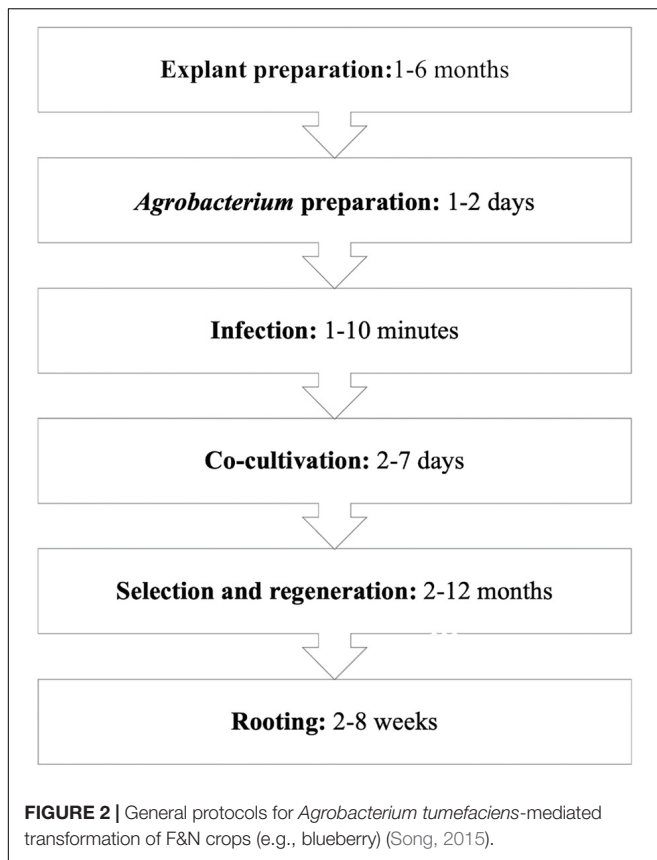 Explant preparation:1-6 months
Agrobacterium preparation: 1-2 days
Infection: 1-10 minutes
Co-cultivation: 2-7 days
Selection and regeneration: 2-12 months
Rooting: 2-8 weeks
FIGURE 2 | General protocols for Agrobacterium tumefaciens-mediated
transformation of F&N crops (e.g., blueberry) (Song, 2015).